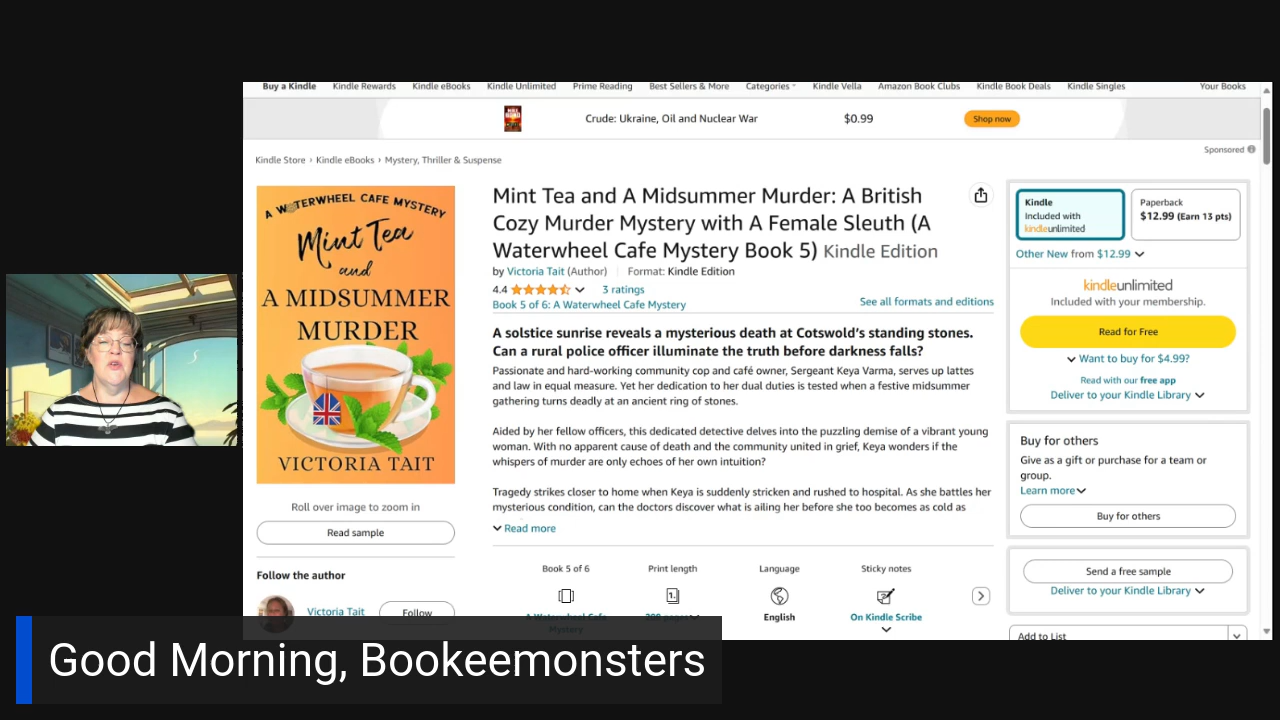 Buy a Kindle Kindle Rewards Kindle eBooks Kindle Unlimited Prime Reading Best Sellers & More Categories Kindle Vella Amazon Book Clubs Kindle Book Deals Kindle Singles Your Books
Crude: Ukraine, Oil and Nuclear War $0.99 Shop now
Sponsored
Kindle Store › Kindle eBooks › Mystery, Thriller & Suspense
A WATERWHEEL CAFE MYSTERY
Mint Tea
and
A MIDSUMMER
MURDER
VICTORIA TAIT
Roll over image to zoom in
Read sample
Follow the author
Victoria Tait Follow
Mint Tea and A Midsummer Murder: A British
Cozy Murder Mystery with A Female Sleuth (A
Waterwheel Cafe Mystery Book 5) Kindle Edition
by Victoria Tait (Author) Format: Kindle Edition
4.4 3 ratings
Book 5 of 6: A Waterwheel Cafe Mystery
See all formats and editions
A solstice sunrise reveals a mysterious death at Cotswold's standing stones.
Can a rural police officer illuminate the truth before darkness falls?
Passionate and hard-working community cop and café owner, Sergeant Keya Varma, serves up lattes
and law in equal measure. Yet her dedication to her dual duties is tested when a festive midsummer
gathering turns deadly at an ancient ring of stones.
Aided by her fellow officers, this dedicated detective delves into the puzzling demise of a vibrant young
woman. With no apparent cause of death and the community united in grief, Keya wonders if the
whispers of murder are only echoes of her own intuition?
Tragedy strikes closer to home when Keya is suddenly stricken and rushed to hospital. As she battles her
mysterious condition, can the doctors discover what is ailing her before she too becomes as cold as
Read more
Book 5 of 6 Print length Language Sticky notes
A Waterwheel Cafe
Mystery
208 pages
English
On Kindle Scribe
Kindle
Included with
kindleunlimited
Paperback
$12.99 (Earn 13 pts)
Other New from $12.99
kindleunlimited
Included with your membership.
Read for Free
Want to buy for $4.99?
Read with our free app
Deliver to your Kindle Library
Buy for others
Give as a gift or purchase for a team or
group.
Learn more
Buy for others
Send a free sample
Deliver to your Kindle Library
Add to List
Good Morning, Bookeemonsters